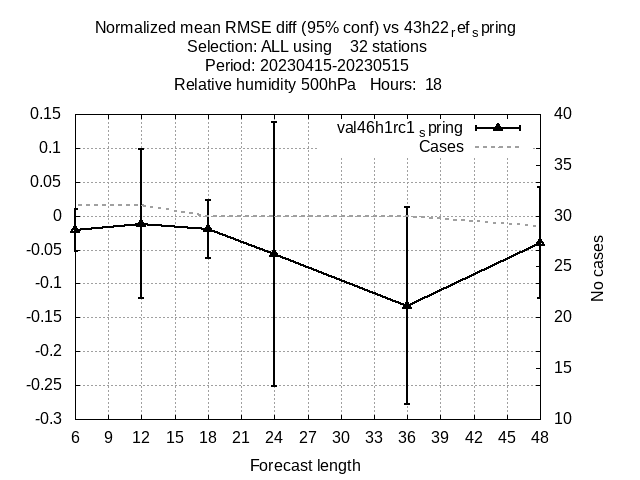 Normalized mean RMSE diff (95% conf) vs 43h22refspring
Selection: ALL using 32 stations
Period: 20230415-20230515
Relative humidity 500hPa Hours: 18
val46h1rc1spring
Cases
0.15
0.1
0.05
0
-0.05
-0.1
-0.15
-0.2
-0.25
-0.3
40
35
30
25
20
15
10
No cases
6 9 12 15 18 21 24 27 30 33 36 39 42 45 48
Forecast length